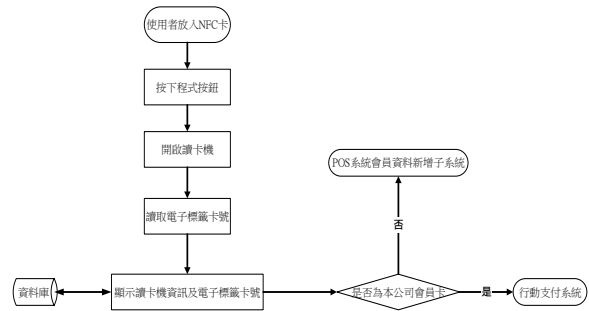 使用者放入NFC卡
按下程式按鈕
開啟讀卡機
讀取電子標籤卡號
POS系統會員資料新增子系統
否
資料庫
顯示讀卡機資訊及電子標籤卡號
是否為本公司會員卡
是
行動支付系統